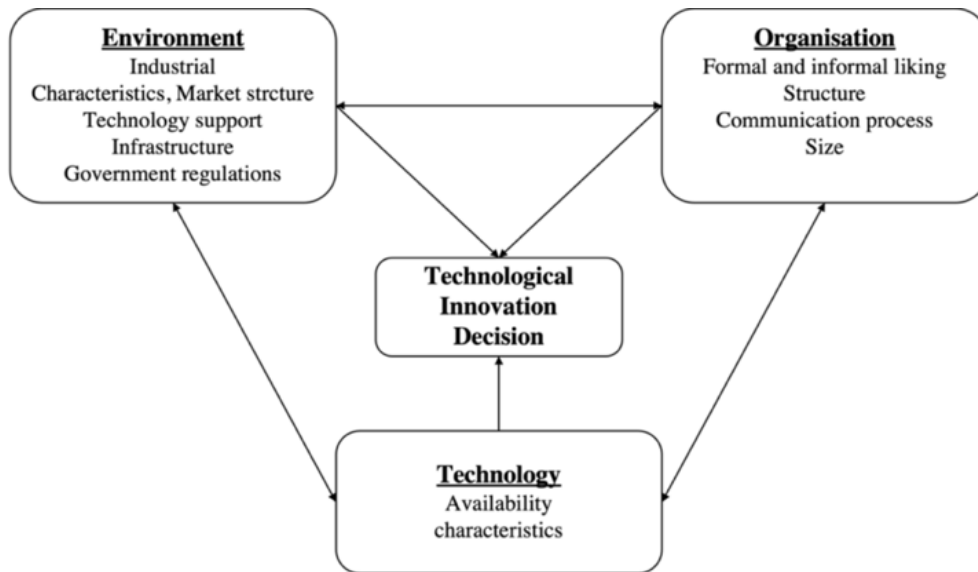 Environment
Industrial
Characteristics, Market strcture
Technology support
Infrastructure
Government regulations
Organisation
Formal and informal liking
Structure
Communication process
Size
Technological
Innovation
Decision
Technology
Availability
characteristics